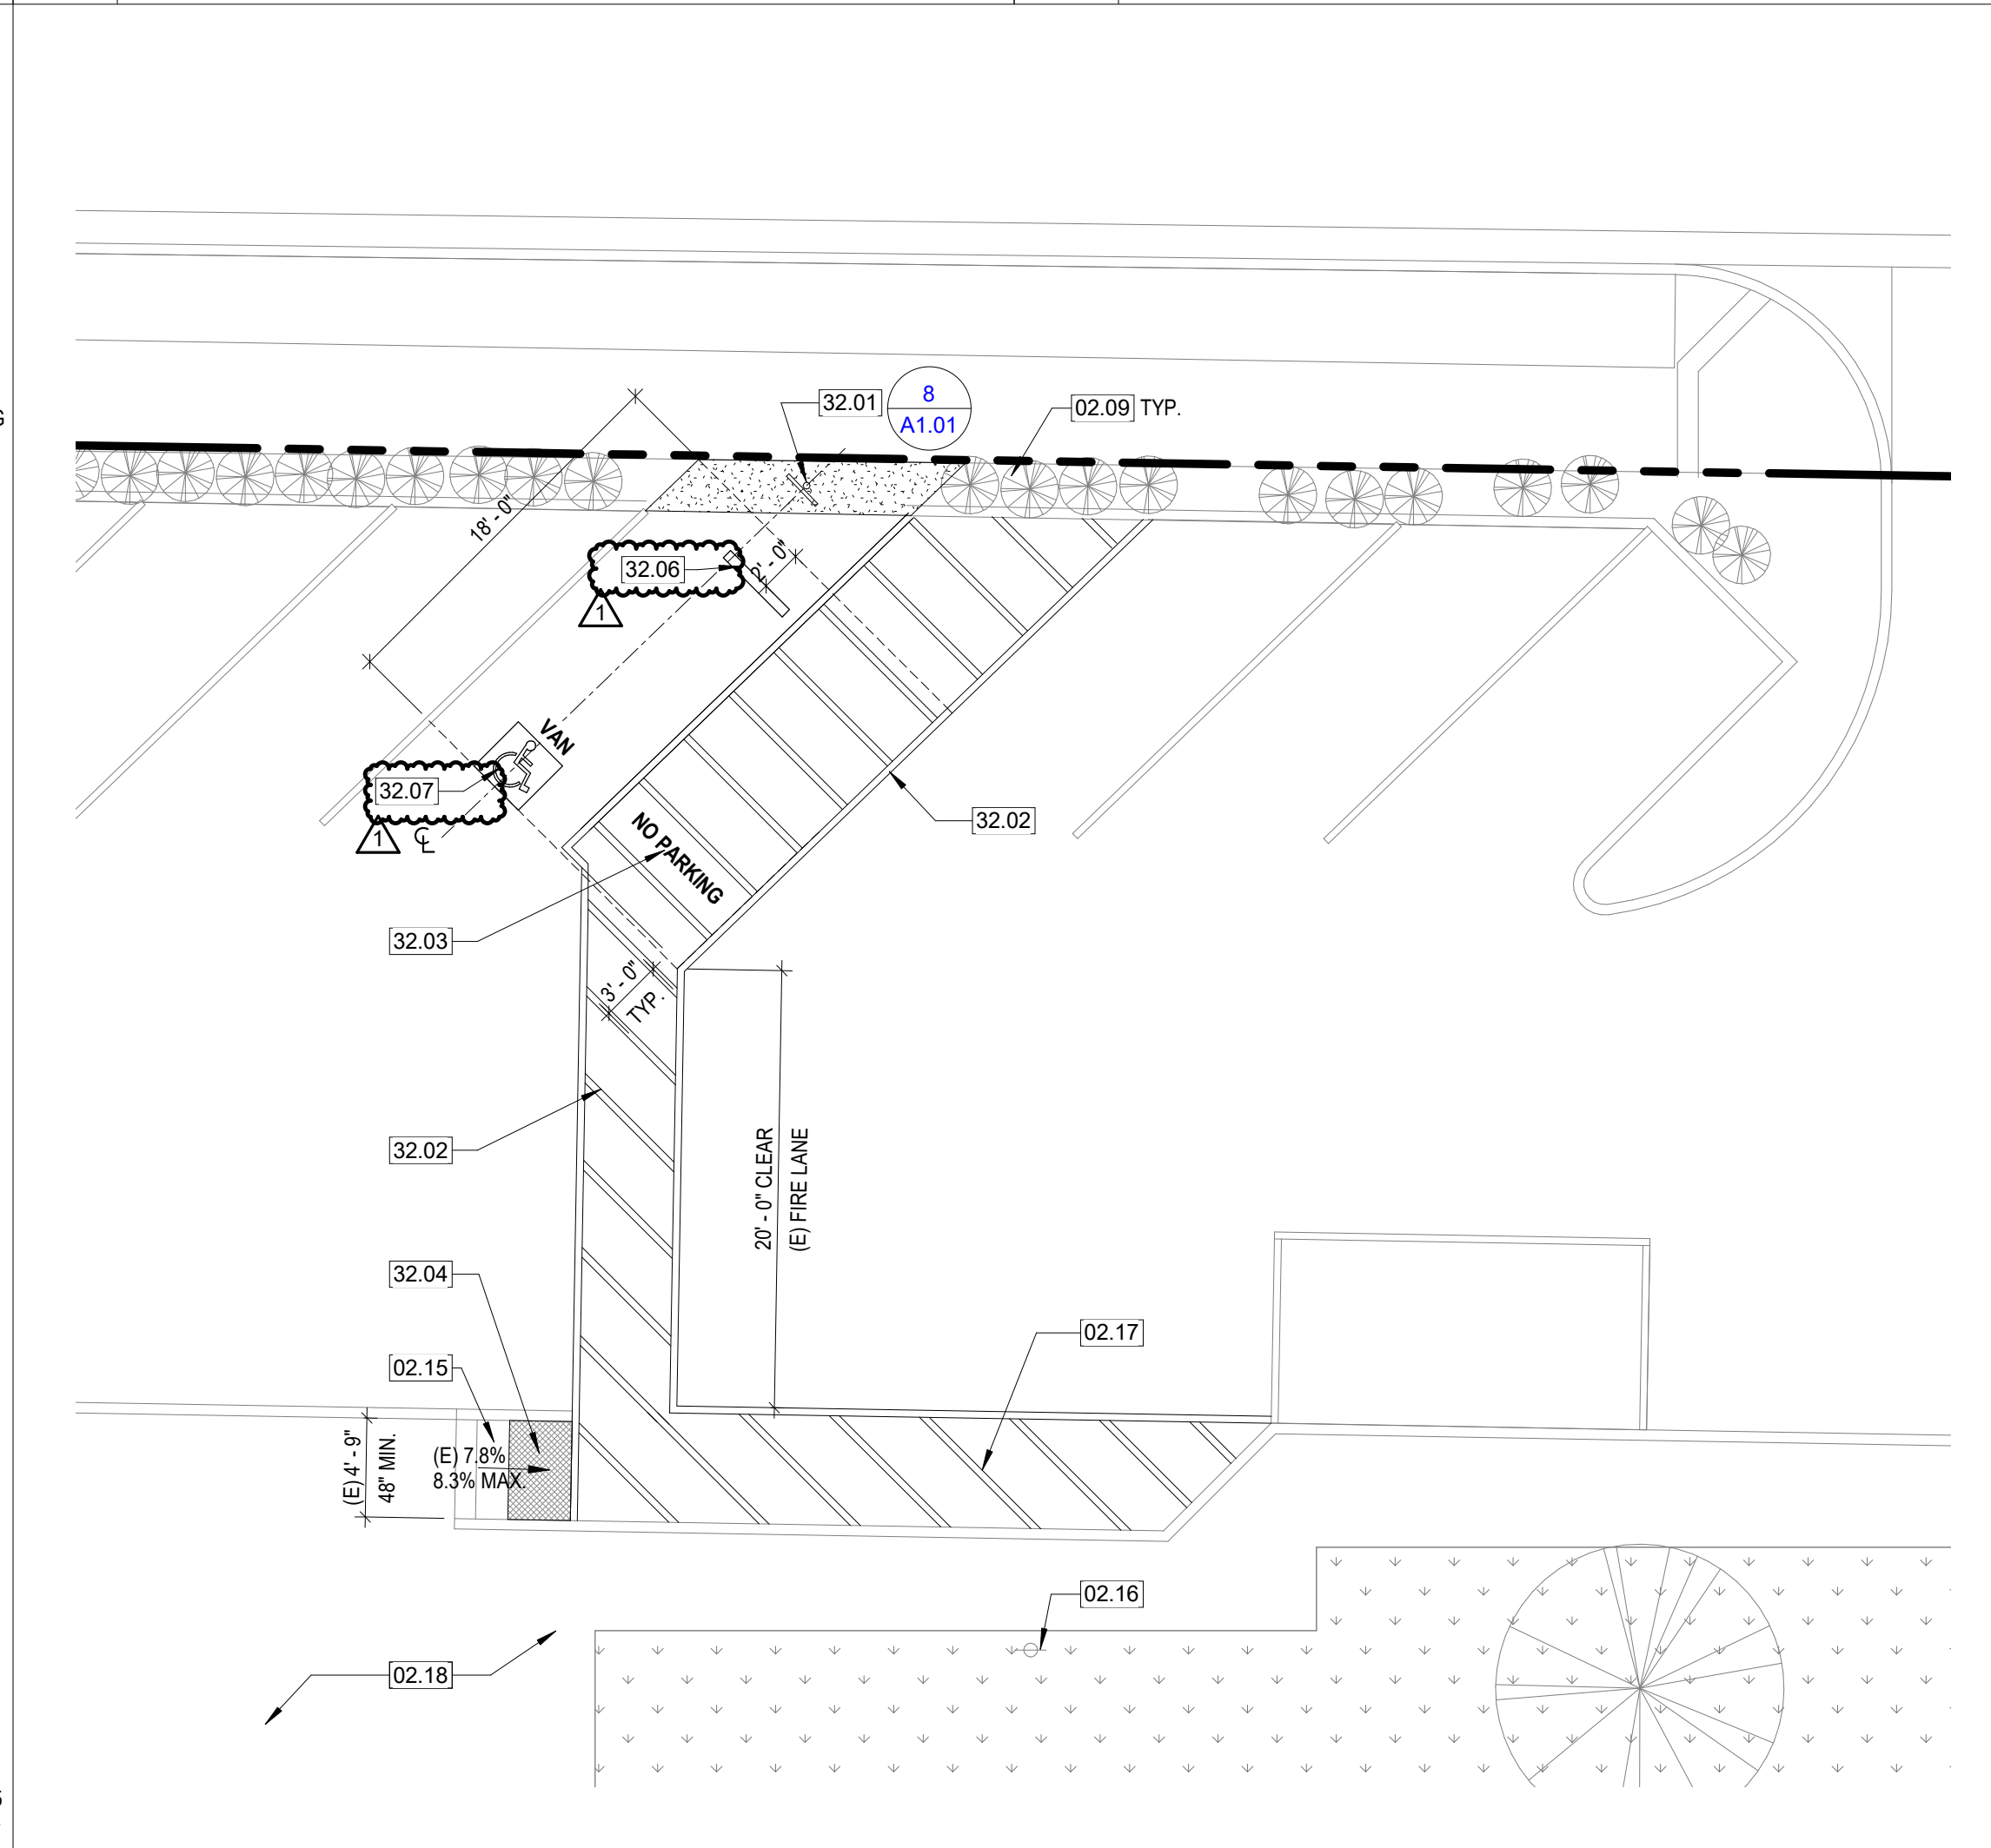 8
32.01
A1.01
02.09 TYP.
18' - 0"
32.06
2' - 0"
1
VAN
32.07
1
℄
32.02
NO PARKING
32.03
3' - 0"
TYP.
32.02
20' - 0" CLEAR
(E) FIRE LANE
32.04
02.17
02.15
(E) 4' - 9"
48" MIN.
(E) 7.8%
8.3% MAX.
02.16
02.18